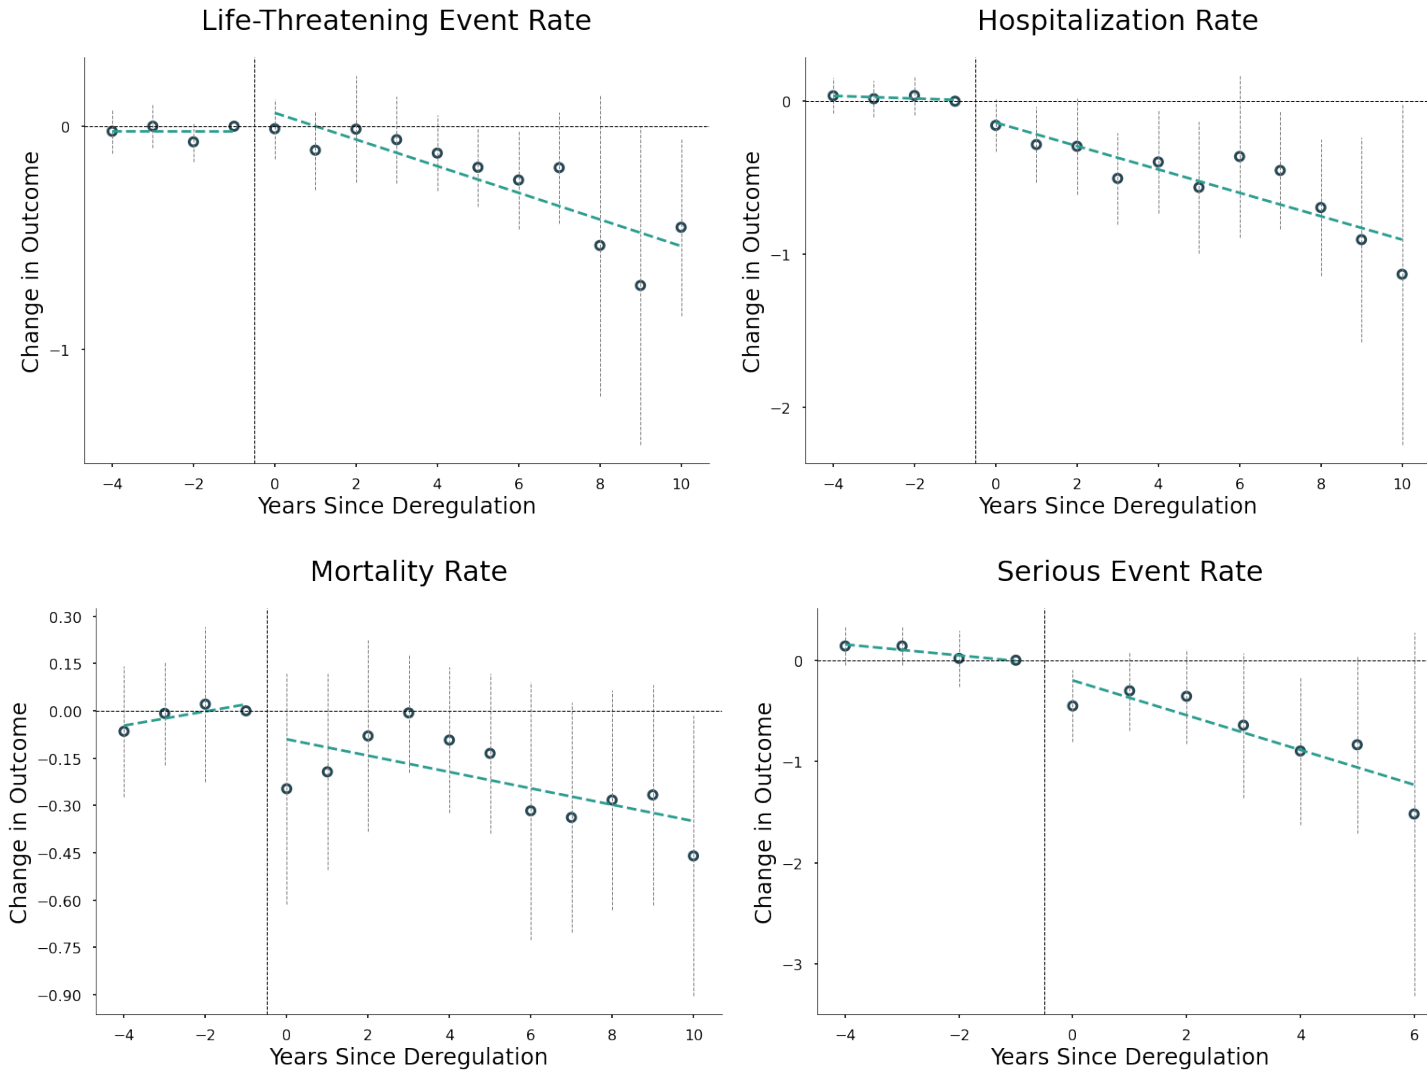 Life-Threatening Event Rate
Change in Outcome
0
−1
−4 −2 0 2 4 6 8 10
Years Since Deregulation
Hospitalization Rate
Change in Outcome
0
−1
−2
−4 −2 0 2 4 6 8 10
Years Since Deregulation
Mortality Rate
Change in Outcome
0.30
0.15
0.00
−0.15
−0.30
−0.45
−0.60
−0.75
−0.90
−4 −2 0 2 4 6 8 10
Years Since Deregulation
Serious Event Rate
Change in Outcome
0
−1
−2
−3
−4 −2 0 2 4 6
Years Since Deregulation